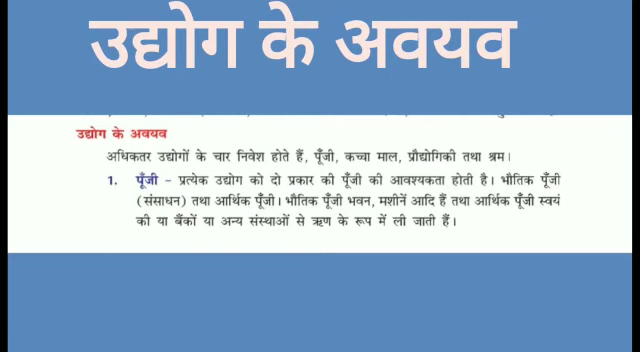 उद्योग के अवयव
उद्योग के अवयव
अधिकतर उद्योगों के चार निवेश होते हैं, पूँजी, कच्चा माल, प्रौद्योगिकी तथा श्रम।
1. पूँजी – प्रत्येक उद्योग को दो प्रकार की पूँजी की आवश्यकता होती है। भौतिक पूँजी
(संसाधन) तथा आर्थिक पूँजी। भौतिक पूँजी भवन, मशीनें आदि हैं तथा आर्थिक पूँजी स्वयं
की या बैंकों या अन्य संस्थाओं से ऋण के रूप में ली जाती हैं।